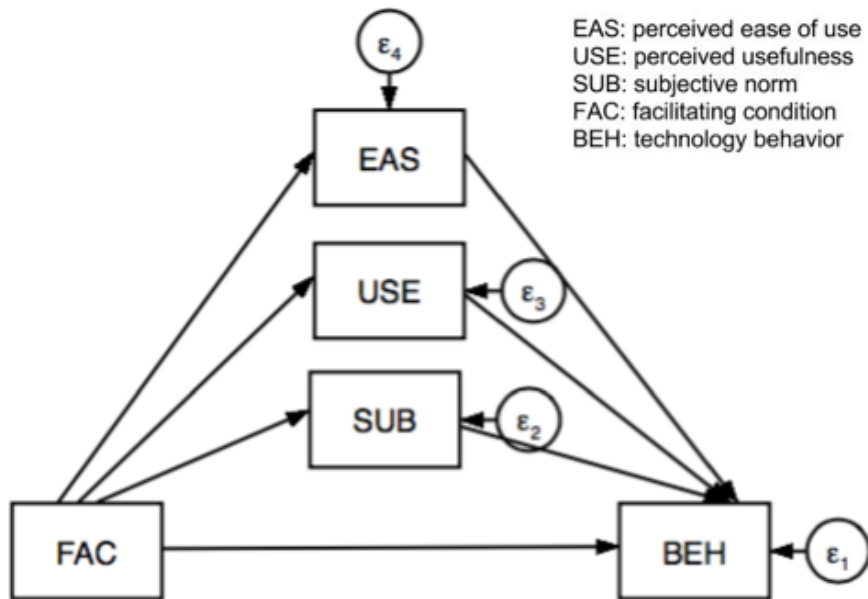 ε4
EAS: perceived ease of use
USE: perceived usefulness
SUB: subjective norm
FAC: facilitating condition
BEH: technology behavior
EAS
USE
ε3
SUB
ε2
FAC
BEH
ε1